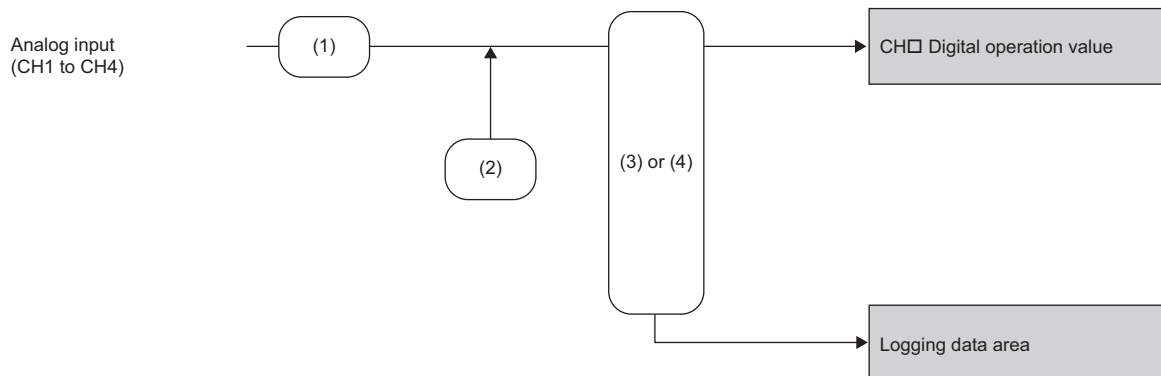 Analog input
(CH1 to CH4)
(1)
CH□ Digital operation value
(2)
(3) or (4)
Logging data area